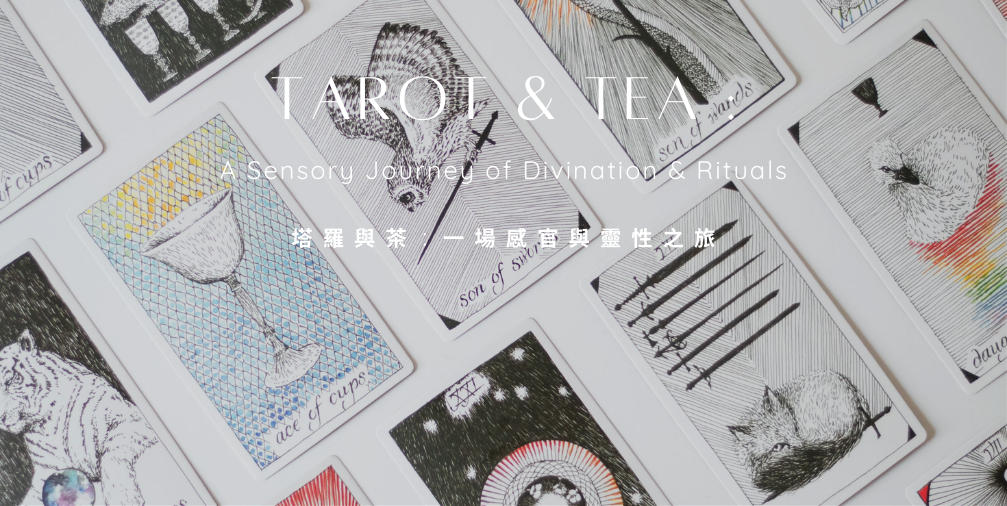 TAROT & TEA :
A Sensory Journey of Divination & Rituals
塔羅與茶：一場感官與靈性之旅
of cups
ace of cups
son of swords
son of wands
XXI